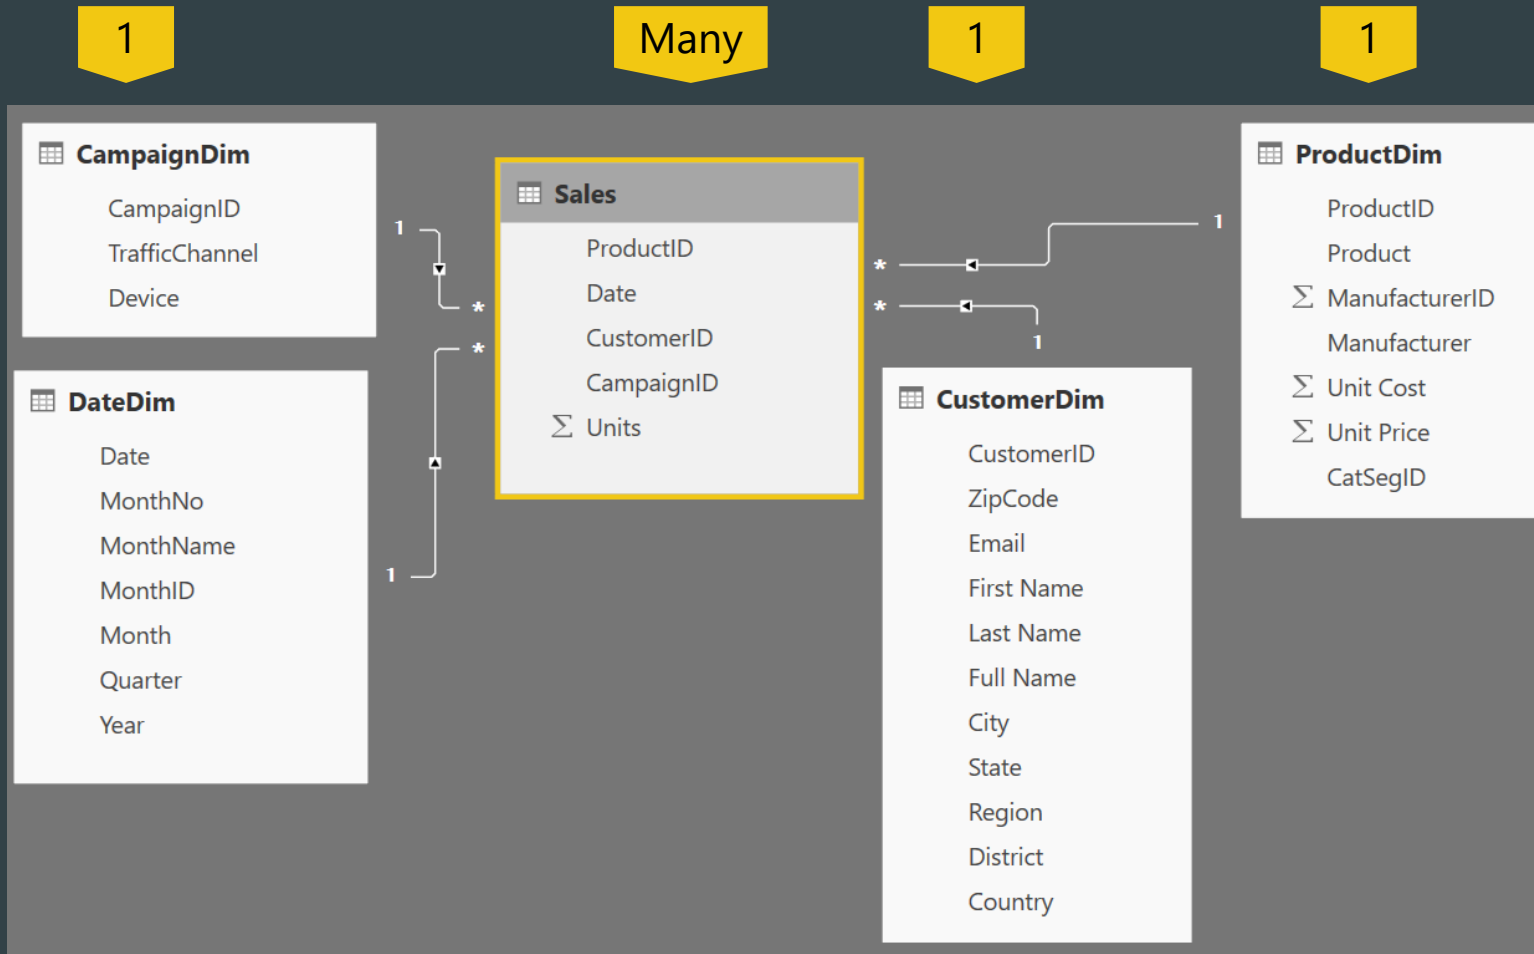 1
Many
1
1
CampaignDim
CampaignID
TrafficChannel
Device
1
*
DateDim
Date
MonthNo
MonthName
MonthID
Month
Quarter
Year
1
*
Sales
ProductID
Date
CustomerID
CampaignID
Σ Units
*
1
*
1
CustomerDim
CustomerID
ZipCode
Email
First Name
Last Name
Full Name
City
State
Region
District
Country
ProductDim
ProductID
Product
Σ ManufacturerID
Manufacturer
Σ Unit Cost
Σ Unit Price
CatSegID